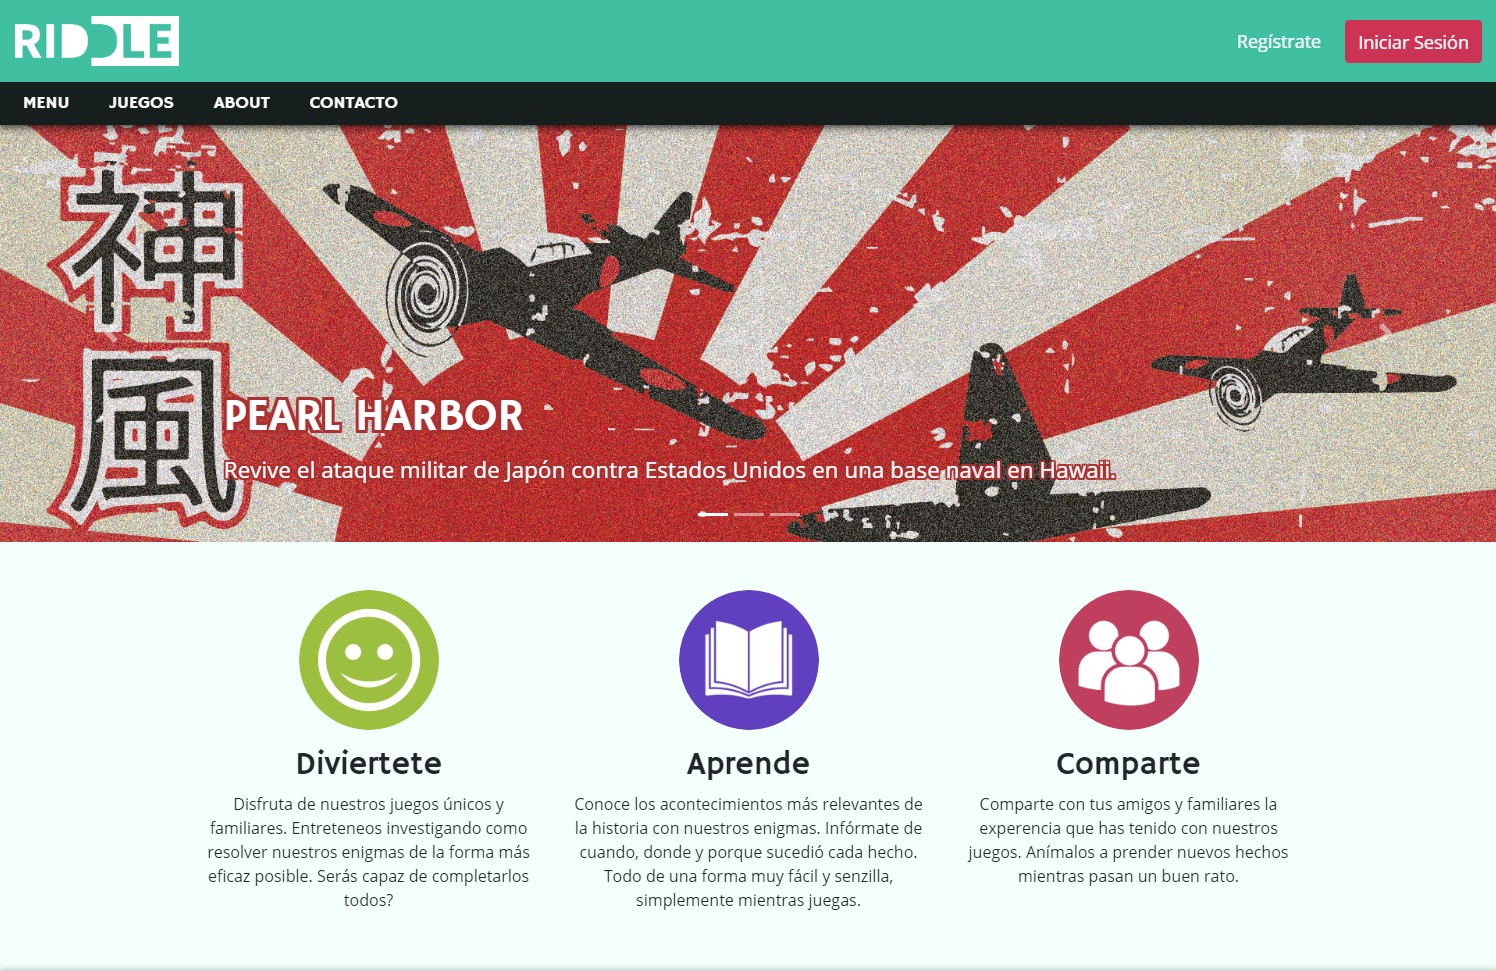 RIDDLE
Regístrate
Iniciar Sesión
MENU
JUEGOS
ABOUT
CONTACTO
神
風
PEARL HARBOR
Revive el ataque militar de Japón contra Estados Unidos en una base naval en Hawaii.
Diviertete
Disfruta de nuestros juegos únicos y
familiares. Entreteneos investigando como
resolver nuestros enigmas de la forma más
eficaz posible. Serás capaz de completarlos
todos?
Aprende
Conoce los acontecimientos más relevantes de
la historia con nuestros enigmas. Infórmate de
cuando, donde y porque sucedió cada hecho.
Todo de una forma muy fácil y senzilla,
simplemente mientras juegas.
Comparte
Comparte con tus amigos y familiares la
experencia que has tenido con nuestros
juegos. Anímalos a prender nuevos hechos
mientras pasan un buen rato.